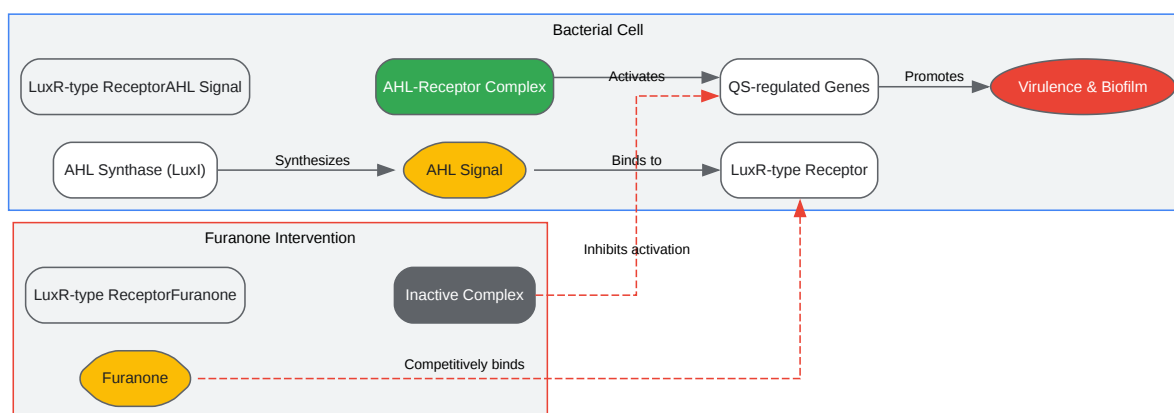 Bacterial Cell
LuxR-type ReceptorAHL Signal
AHL-Receptor Complex
Activates
QS-regulated Genes
Promotes
Virulence & Biofilm
AHL Synthase (LuxI)
Synthesizes
AHL Signal
Binds to
LuxR-type Receptor
Furanone Intervention
Inhibits activation
LuxR-type ReceptorFuranone
Inactive Complex
Competitively binds
Furanone